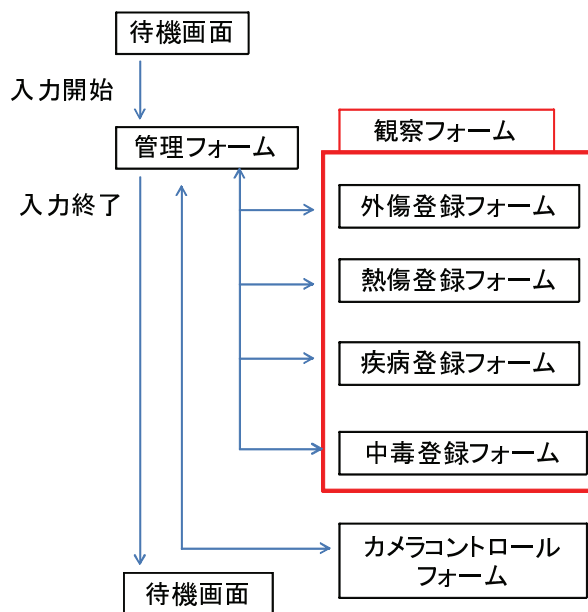 待機画面
入力開始
管理フォーム
観察フォーム
入力終了
外傷登録フォーム
熱傷登録フォーム
疾病登録フォーム
中毒登録フォーム
カメラコントロール
フォーム
待機画面